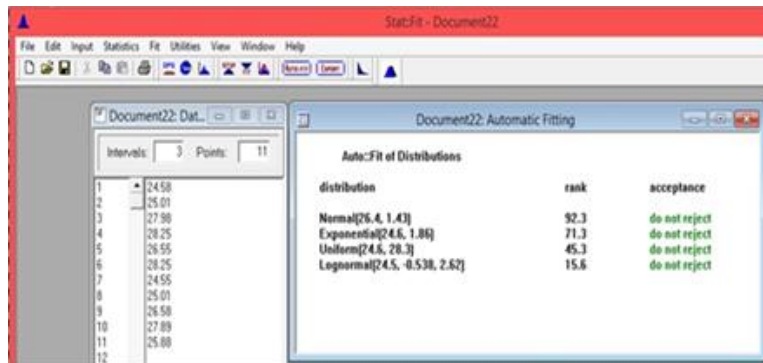 Stat::Fit - Document22
File Edit Input Statistics Fit Utilities View Window Help
Document22: Dat...
Intervals: 3 Points: 11
1 24.58
2 25.01
3 27.98
4 28.25
5 26.55
6 28.25
7 24.55
8 25.01
9 26.58
10 27.89
11 25.88
12
Document22: Automatic Fitting
Auto::Fit of Distributions
distribution rank acceptance
Normal(26.4, 1.43) 92.3 do not reject
Exponential(24.6, 1.86) 71.3 do not reject
Uniform(24.6, 28.3) 45.3 do not reject
Lognormal(24.5, -0.538, 2.62) 15.6 do not reject